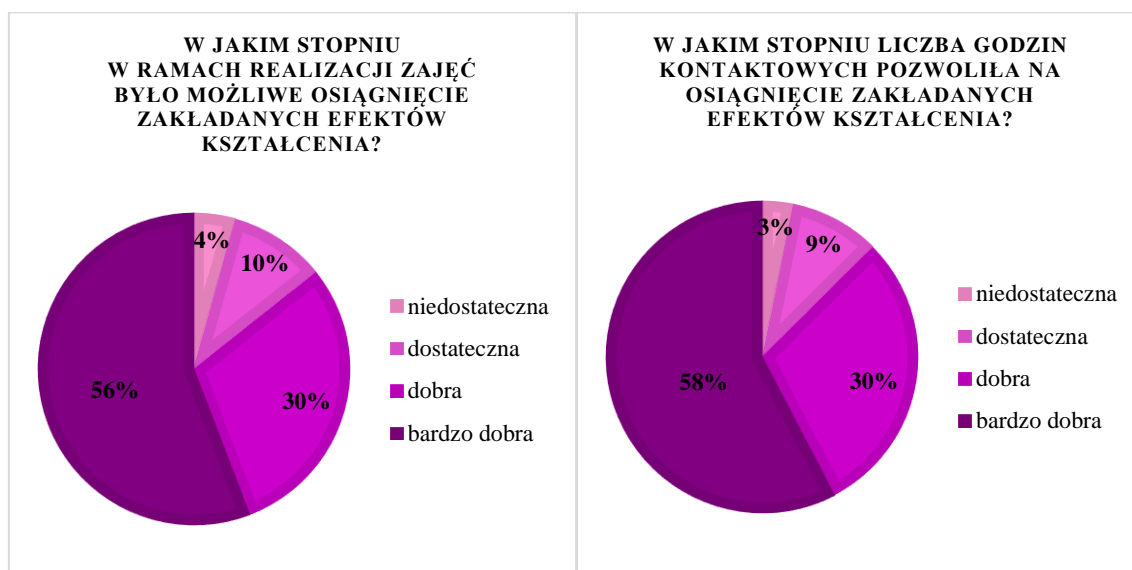 W JAKIM STOPNIU
W RAMACH REALIZACJI ZAJĘĆ
BYŁO MOŻLIWE OSIĄGNIĘCIE
ZAKŁADANYCH EFEKTÓW
KSZTAŁCENIA?
4%
10%
30%
56%
niedostateczna
dostateczna
dobra
bardzo dobra
W JAKIM STOPNIU LICZBA GODZIN
KONTAKTOWYCH POZWOLIŁA NA
OSIĄGNIĘCIE ZAKŁADANYCH
EFEKTÓW KSZTAŁCENIA?
3%
9%
30%
58%
niedostateczna
dostateczna
dobra
bardzo dobra